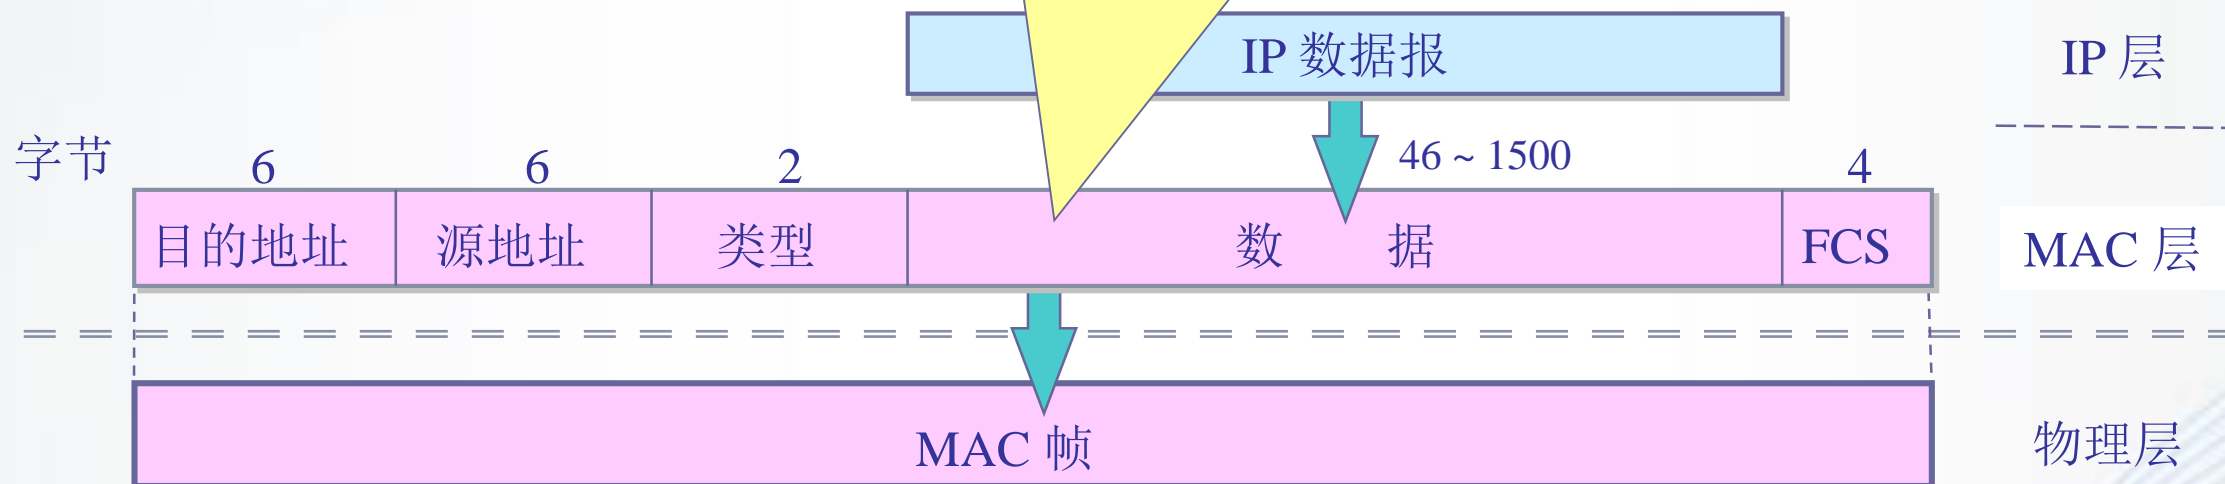 IP 数据报
IP 层
字节
6
6
2
46 ~ 1500
4
目的地址
源地址
类型
数 据
FCS
MAC 层
MAC 帧
物理层